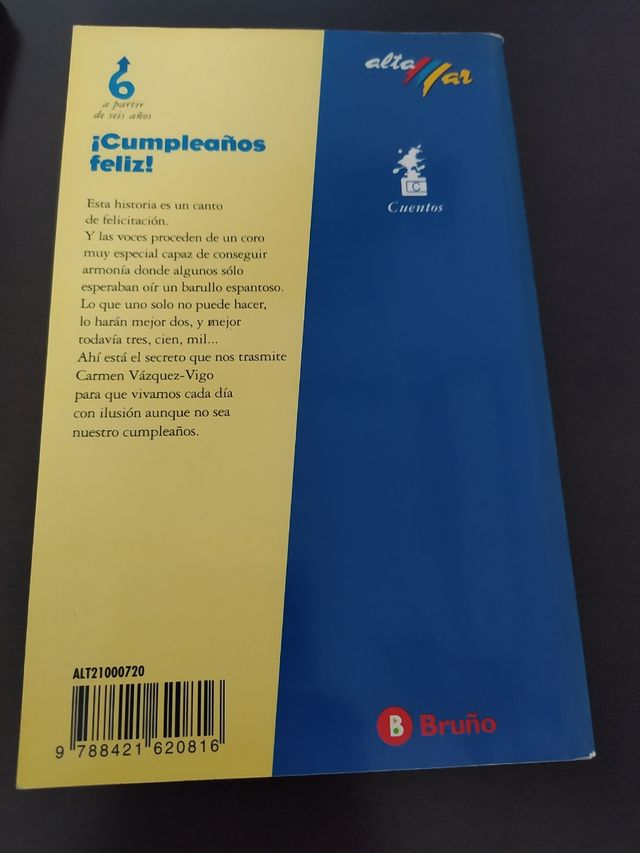 6
a partir
de seis años
¡Cumpleaños
feliz!
Esta historia es un canto
de felicitación.
Y las voces proceden de un coro
muy especial capaz de conseguir
armonía donde algunos sólo
esperaban oír un barullo espantoso.
Lo que uno solo no puede hacer,
lo harán mejor dos, y mejor
todavía tres, cien, mil...
Ahí está el secreto que nos trasmite
Carmen Vázquez-Vigo
para que vivamos cada día
con ilusión aunque no sea
nuestro cumpleaños.
ALT21000720
9 788421 620816
alta
Mar
C
Cuentos
B Bruño